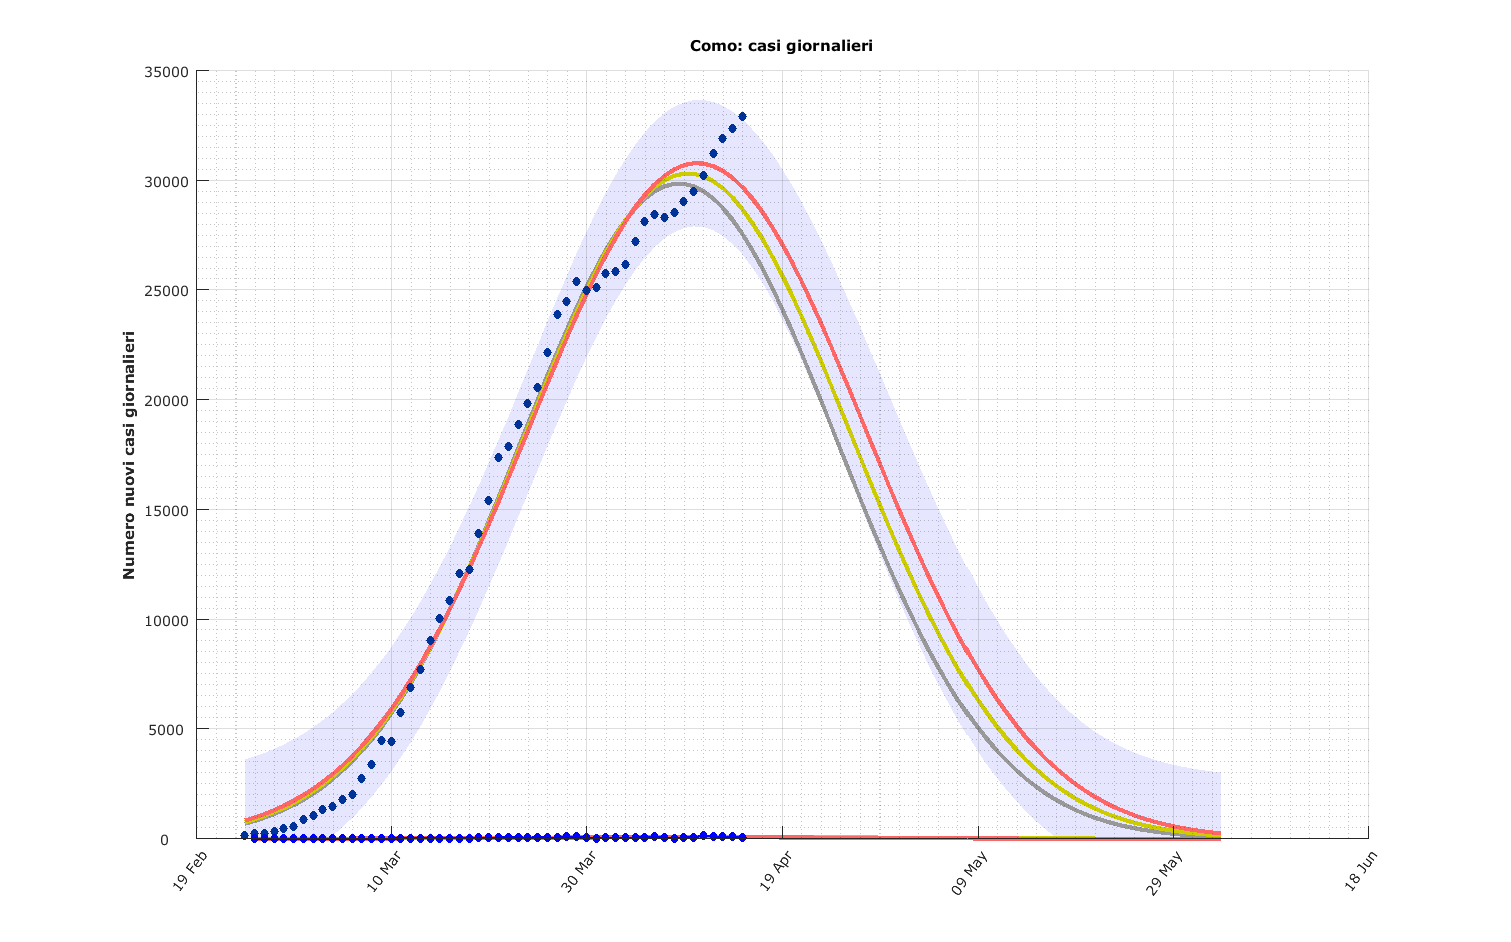 Como: casi giornalieri
Numero nuovi casi giornalieri
35000
30000
25000
20000
15000
10000
5000
0
19 Feb
10 Mar
30 Mar
19 Apr
09 May
29 May
18 Jun